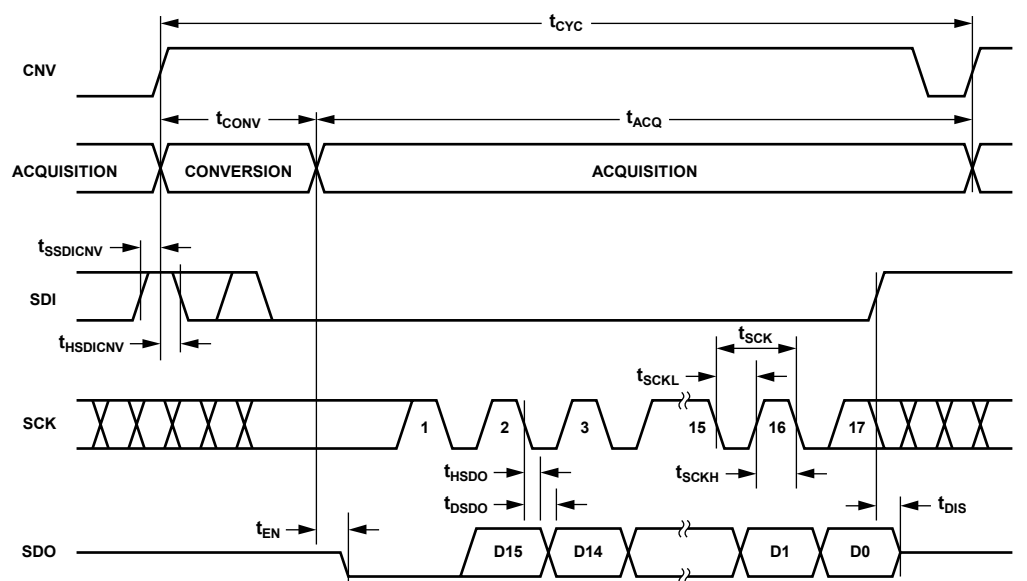 tCYC
CNV
tCONV
tACQ
ACQUISITION
CONVERSION
ACQUISITION
tSSDICNV
SDI
tHSDICNV
tSCK
tSCKL
SCK
1
2
3
15
16
17
tHSDO
tSCKH
tDSDO
tDIS
tEN
SDO
D15
D14
D1
D0